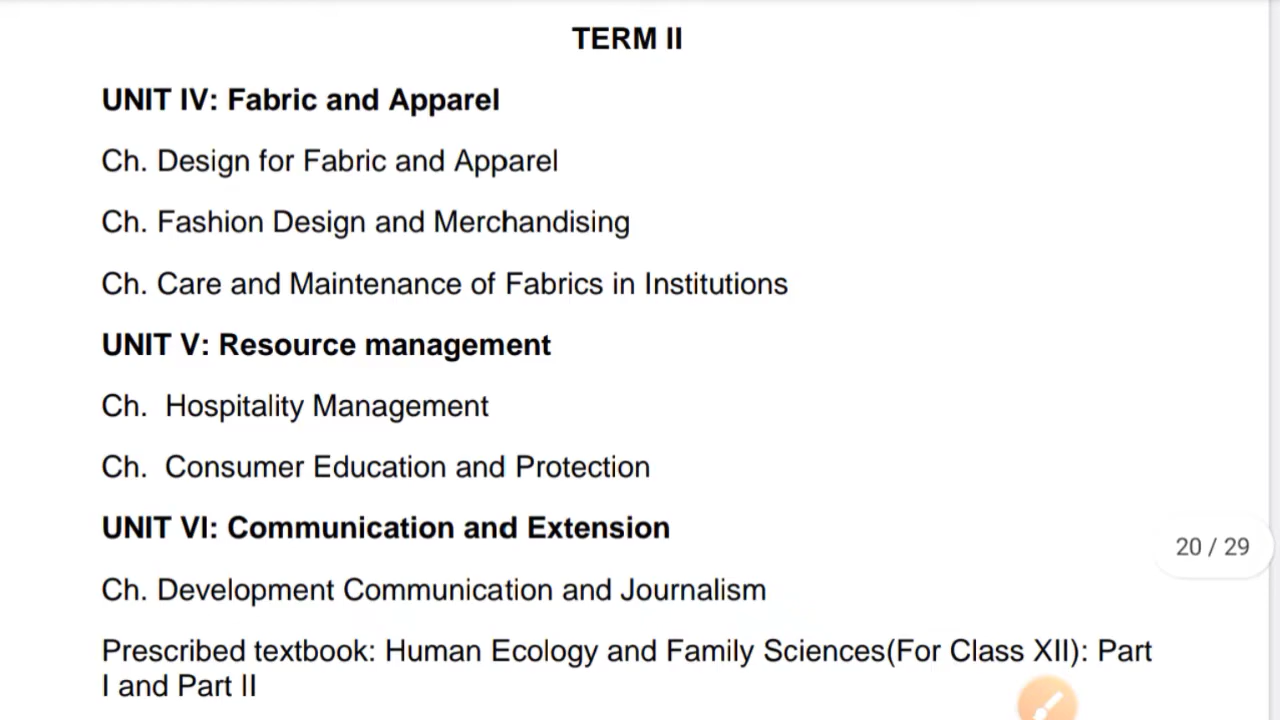 TERM II
UNIT IV: Fabric and Apparel
Ch. Design for Fabric and Apparel
Ch. Fashion Design and Merchandising
Ch. Care and Maintenance of Fabrics in Institutions
UNIT V: Resource management
Ch. Hospitality Management
Ch. Consumer Education and Protection
UNIT VI: Communication and Extension
20 / 29
Ch. Development Communication and Journalism
Prescribed textbook: Human Ecology and Family Sciences(For Class XII): Part
I and Part II